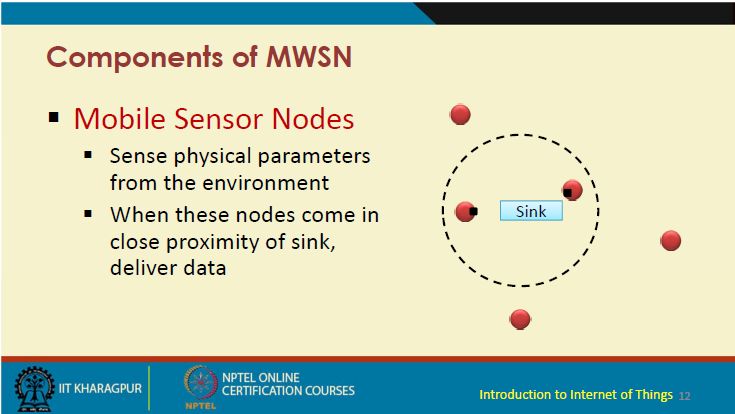 Components of MWSN
▪ Mobile Sensor Nodes
▪ Sense physical parameters
from the environment
▪ When these nodes come in
close proximity of sink,
deliver data
Sink
IIT KHARAGPUR
NPTEL
NPTEL ONLINE
CERTIFICATION COURSES
Introduction to Internet of Things 12